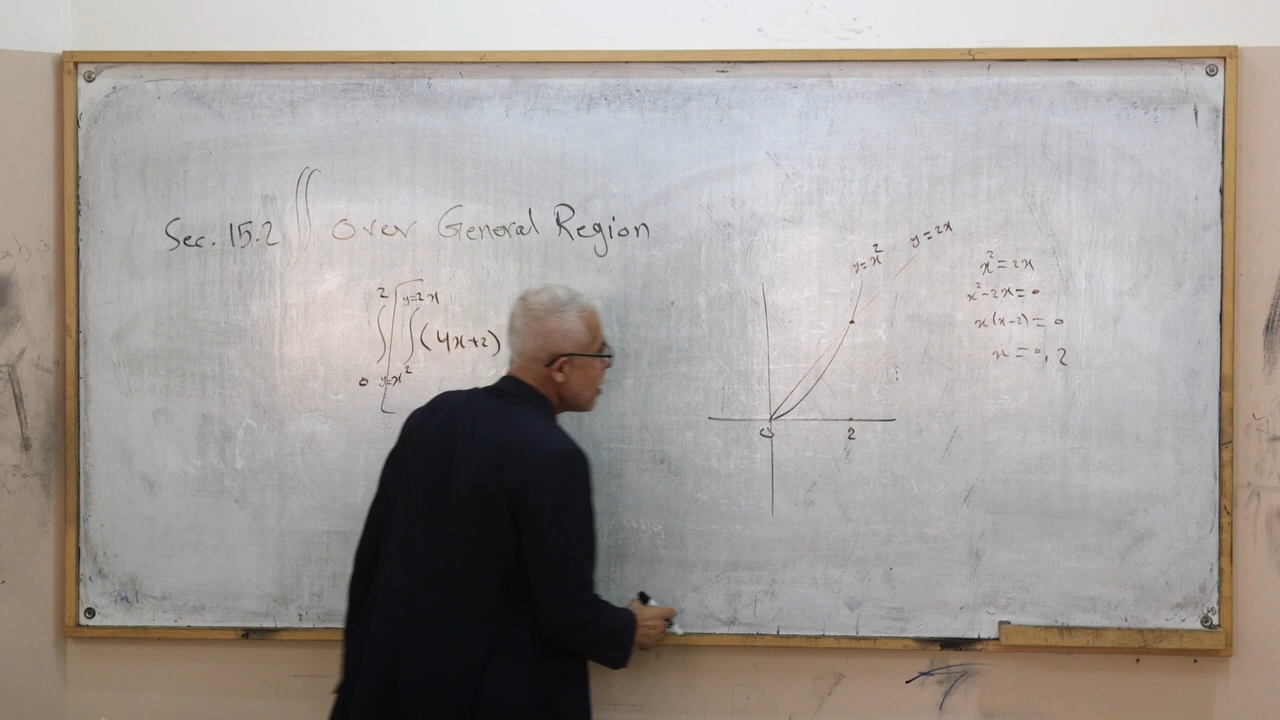 Sec. 15.2 ∬ over General Region
2 y=2x
∫ ∫ (4x+2)
0 y=x²
y=x²
y=2x
0 2
x²=2x
x²-2x=0
x(x-2)=0
x=0,2